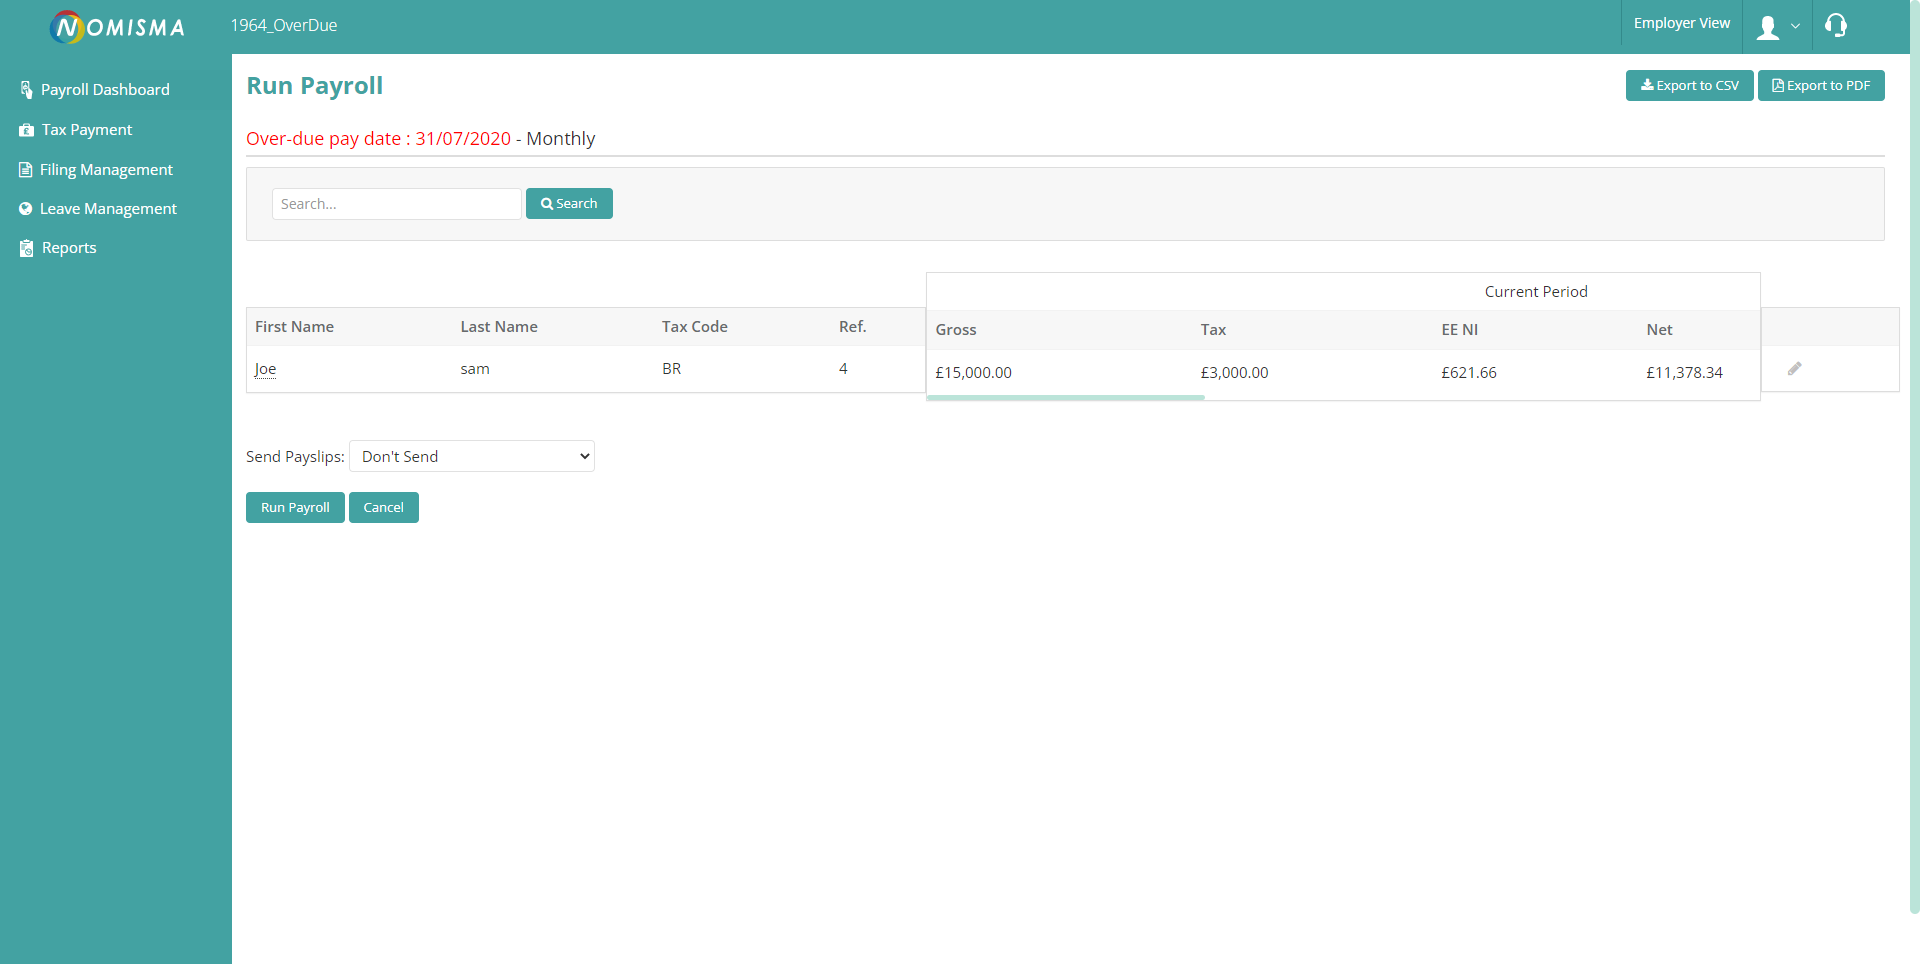 NOMISMA
1964_OverDue
Employer View
Payroll Dashboard
Tax Payment
Filing Management
Leave Management
Reports
Run Payroll
Export to CSV
Export to PDF
Over-due pay date : 31/07/2020 - Monthly
Search...
Search
Current Period
First Name Last Name Tax Code Ref. Gross Tax EE NI Net
Joe sam BR 4 £15,000.00 £3,000.00 £621.66 £11,378.34
Send Payslips: Don't Send
Run Payroll Cancel